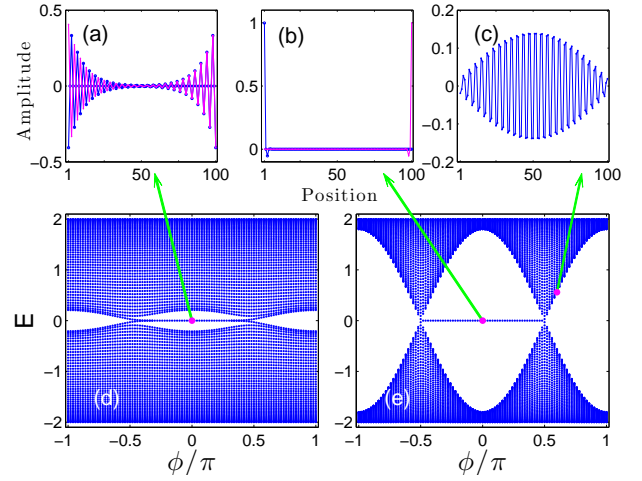 (a) (b) (c)
Amplitude
0.5 0 −0.5
1 50 100
1 0
1 50 100
0.2 0.1 0 −0.1 −0.2
1 50 100
Position
E
2 1 0 −1 −2
(d)
−1 −0.5 0 0.5 1
ϕ/π
2 1 0 −1 −2
(e)
−1 −0.5 0 0.5 1
ϕ/π